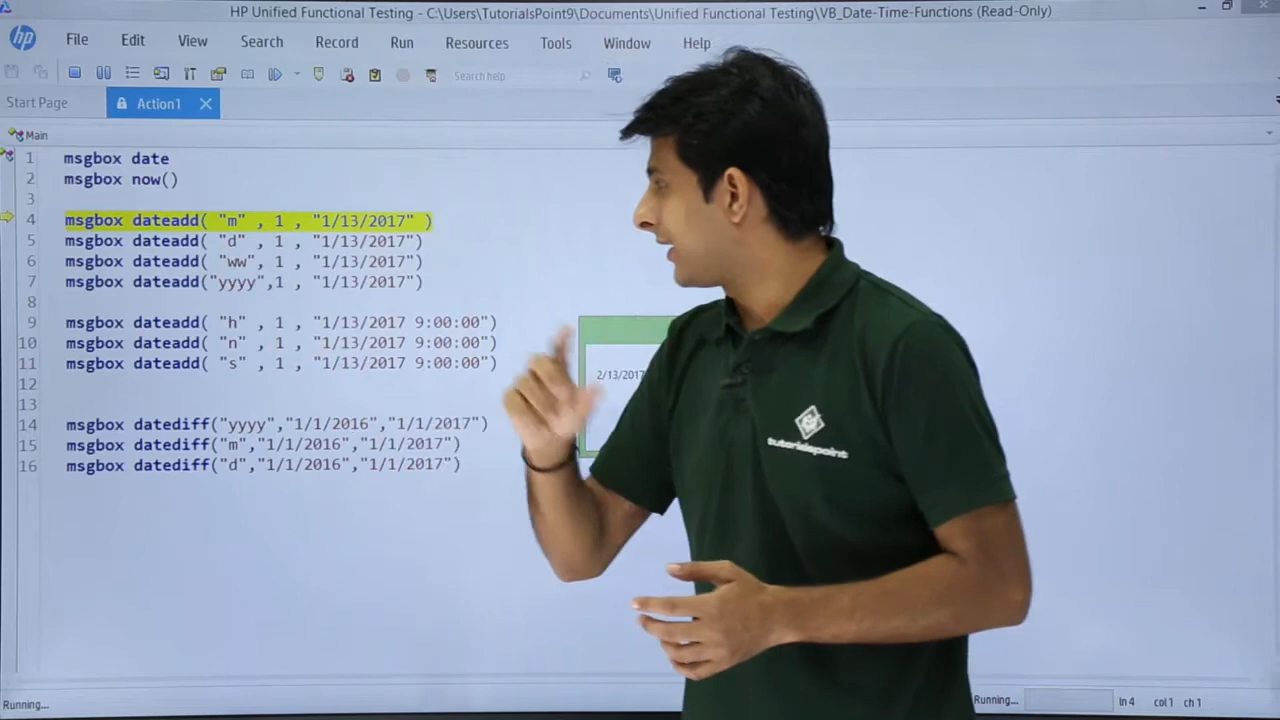 HP Unified Functional Testing - C:\Users\TutorialsPoint9\Documents\Unified Functional Testing\VB_Date-Time-Functions (Read-Only)
File Edit View Search Record Run Resources Tools Window Help
Search help
Start Page Action1
Main
1 msgbox date
2 msgbox now()
3
4 msgbox dateadd( "m" , 1 , "1/13/2017" )
5 msgbox dateadd( "d" , 1 , "1/13/2017")
6 msgbox dateadd( "ww", 1 , "1/13/2017")
7 msgbox dateadd("yyyy",1 , "1/13/2017")
8
9 msgbox dateadd( "h" , 1 , "1/13/2017 9:00:00")
10 msgbox dateadd( "n" , 1 , "1/13/2017 9:00:00")
11 msgbox dateadd( "s" , 1 , "1/13/2017 9:00:00")
12
13
14 msgbox datediff("yyyy","1/1/2016","1/1/2017")
15 msgbox datediff("m","1/1/2016","1/1/2017")
16 msgbox datediff("d","1/1/2016","1/1/2017")
2/13/2017
tutorialspoint
Running... Running... ln 4 col 1 ch 1
hp